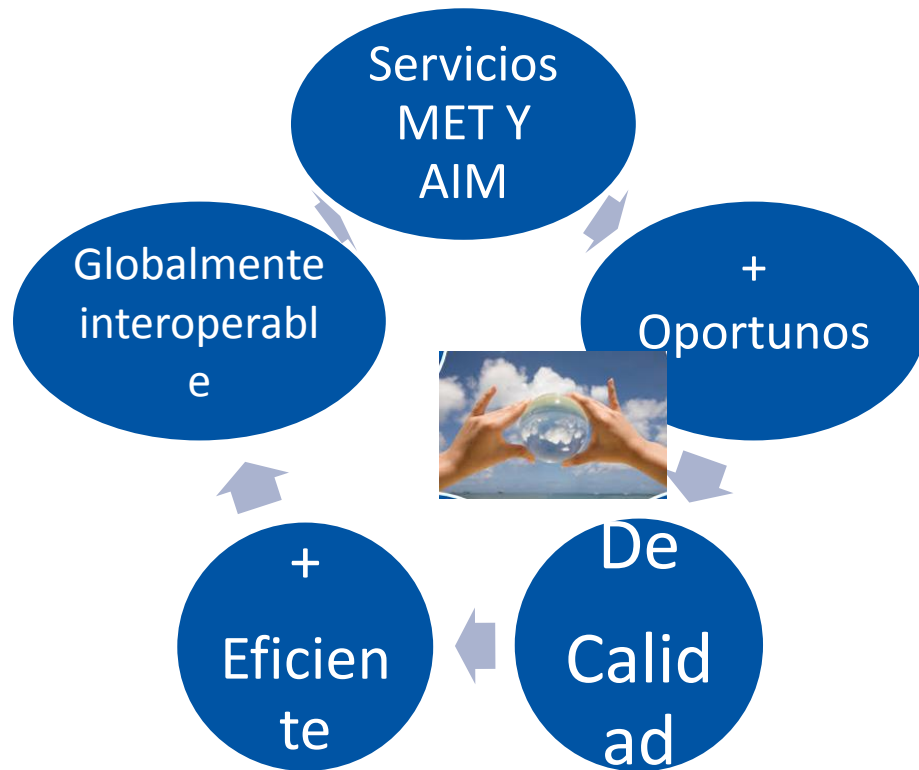 Servicios
MET Y
AIM
+
Oportunos
De
Calid
ad
+
Eficien
te
Globalmente
interoperabl
e